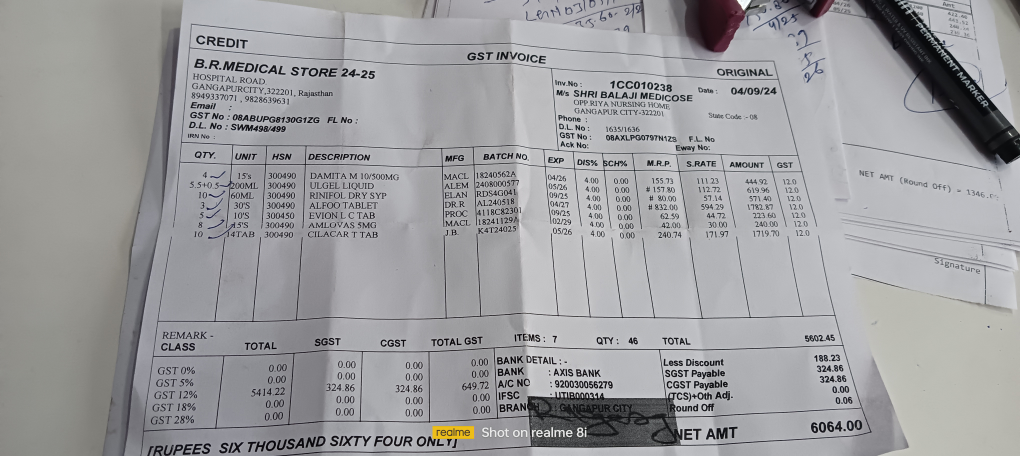 CREDIT
GST INVOICE
ORIGINAL
B.R.MEDICAL STORE 24-25
HOSPITAL ROAD
GANGAPURCITY,322201, Rajasthan
8949337071 , 9828639631
Email :
GST No : 08ABUPG8130G1ZG FL No :
D.L. No : SWM498/499
IRN No :
Inv.No : 1CC010238 Date : 04/09/24
M/s SHRI BALAJI MEDICOSE
OPP.RIYA NURSING HOME
GANGAPUR CITY-322201
Phone : State Code :- 08
D.L. No : 1635/1636
GST No : 08AXLPG0797N1ZS F.L. No
Ack No: Eway No:
QTY. UNIT HSN DESCRIPTION MFG BATCH NO. EXP DIS% SCH% M.R.P. S.RATE AMOUNT GST
4 15's 300490 DAMITA M 10/500MG MACL 18240562A 04/26 4.00 0.00 155.73 111.23 444.92 12.0
5.5+0.5 200ML 300490 ULGEL LIQUID ALEM 2408000577 05/26 4.00 0.00 # 157.80 112.72 619.96 12.0
10 60ML 300490 RINIFOL DRY SYP ELAN RDS4G041 09/25 4.00 0.00 # 80.00 57.14 571.40 12.0
3 30'S 300490 ALFOO TABLET DR.R AL240518 04/27 4.00 0.00 # 832.00 594.29 1782.87 12.0
5 10'S 300450 EVION L C TAB PROC 4118C82301 09/25 4.00 0.00 62.59 44.72 223.60 12.0
8 15'S 300490 AMLOVAS 5MG MACL 18241129A 02/29 4.00 0.00 42.00 30.00 240.00 12.0
10 14TAB 300490 CILACAR T TAB J.B. K4T24025 05/26 4.00 0.00 240.74 171.97 1719.70 12.0
REMARK -
ITEMS : 7 QTY : 46 TOTAL 5602.45
CLASS TOTAL SGST CGST TOTAL GST
GST 0% 0.00 0.00 0.00 0.00
GST 5% 0.00 0.00 0.00 0.00
GST 12% 5414.22 324.86 324.86 649.72
GST 18% 0.00 0.00 0.00 0.00
GST 28% 0.00 0.00 0.00 0.00
BANK DETAIL : -
BANK : AXIS BANK
A/C NO : 920030056279
IFSC : UTIB000314
BRANCH : GANGAPUR CITY
Less Discount 188.23
SGST Payable 324.86
CGST Payable 324.86
(TCS)+Oth Adj. 0.00
Round Off 0.06
NET AMT 6064.00
[RUPEES SIX THOUSAND SIXTY FOUR ONLY]
PERMANENT MARKER
NET AMT (Round Off) = 1346.
Signature
realme Shot on realme 8i